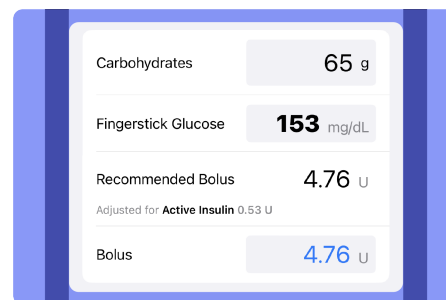 Carbohydrates 65 g
Fingerstick Glucose 153 mg/dL
Recommended Bolus 4.76 U
Adjusted for Active Insulin 0.53 U
Bolus 4.76 U